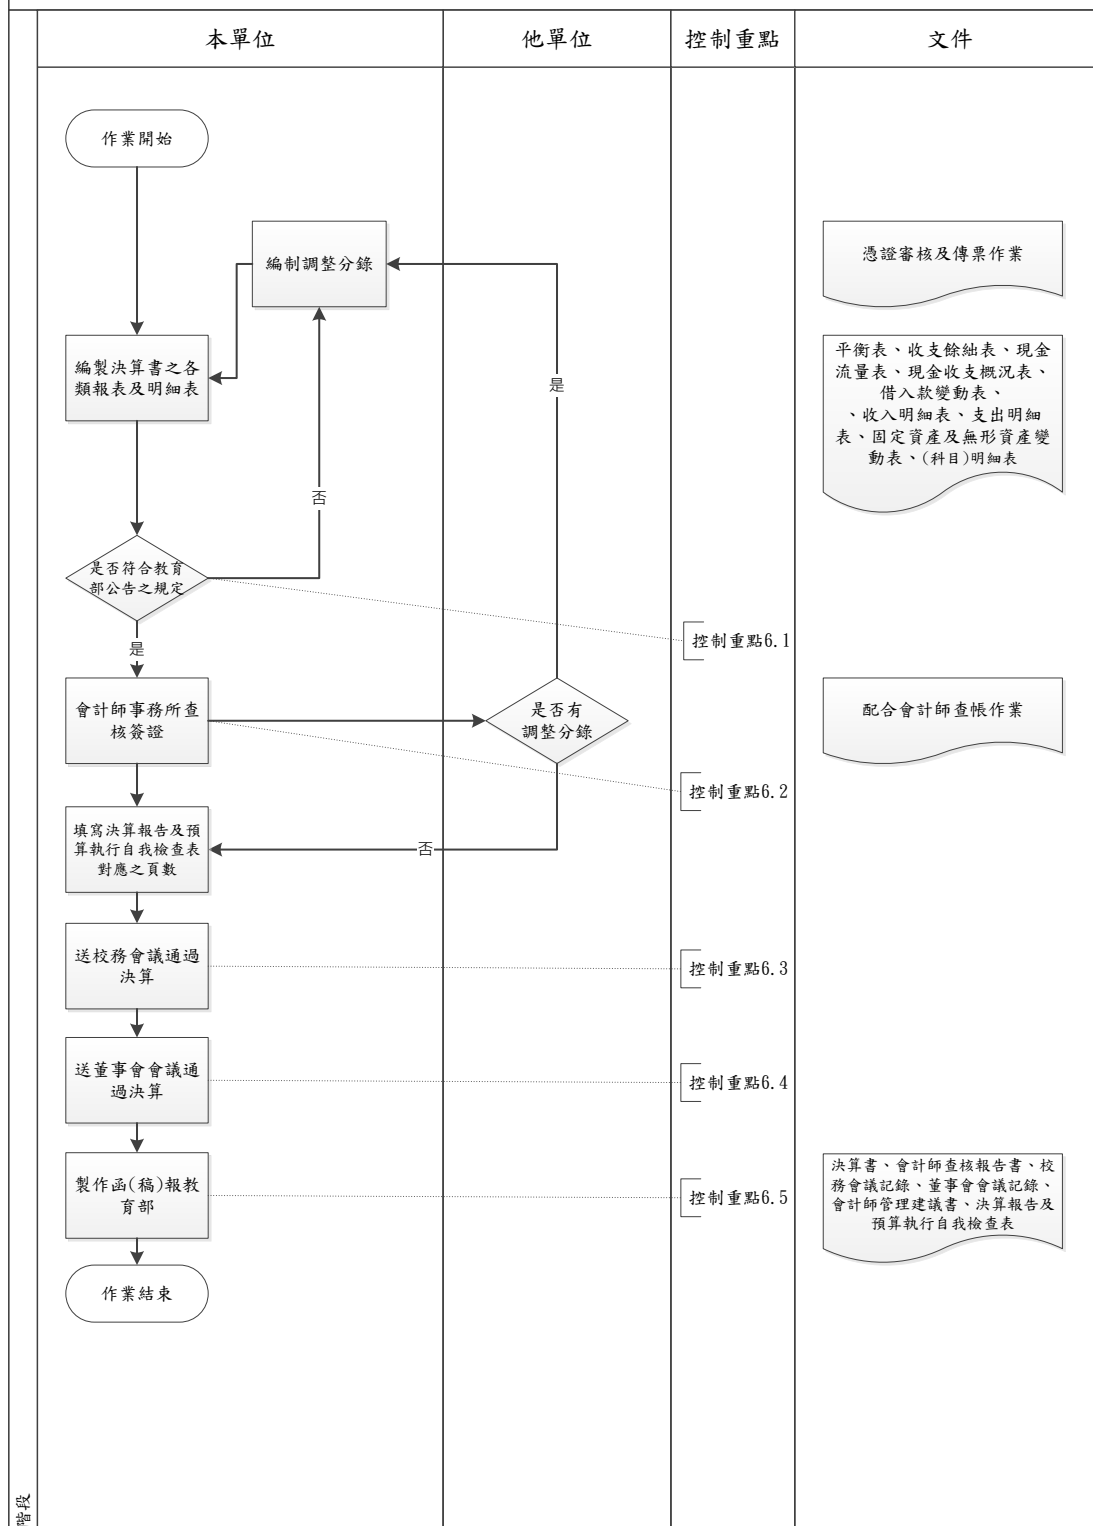 本單位
他單位
控制重點
文件
作業開始
編制調整分錄
憑證審核及傳票作業
編製決算書之各
類報表及明細表
平衡表、收支餘絀表、現金
流量表、現金收支概況表、
借入款變動表、
、收入明細表、支出明細
表、固定資產及無形資產變
動表、(科目)明細表
是
否
是否符合教育
部公告之規定
控制重點6.1
是
會計師事務所查
核簽證
是否有
調整分錄
配合會計師查帳作業
控制重點6.2
填寫決算報告及預
算執行自我檢查表
對應之頁數
否
送校務會議通過
決算
控制重點6.3
送董事會會議通
過決算
控制重點6.4
製作函(稿)報教
育部
控制重點6.5
決算書、會計師查核報告書、校
務會議記錄、董事會會議記錄、
會計師管理建議書、決算報告及
預算執行自我檢查表
作業結束
階段